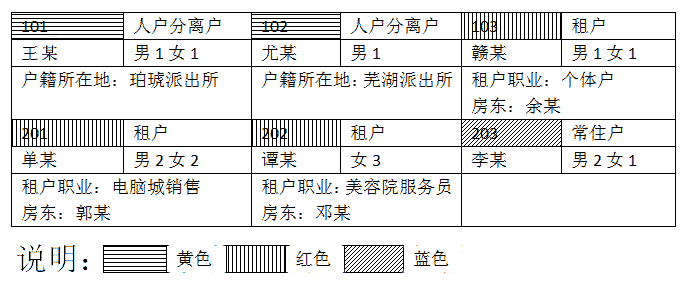 101 人户分离户 102 人户分离户 103 租户
王某 男1女1 尤某 男1 赣某 男1女1
户籍所在地：珀琥派出所 户籍所在地：芜湖派出所 租户职业：个体户
房东：余某
201 租户 202 租户 203 常住户
单某 男2女2 谭某 女3 李某 男2女1
租户职业：电脑城销售 租户职业：美容院服务员
房东：郭某 房东：邓某
说明： 黄色 红色 蓝色